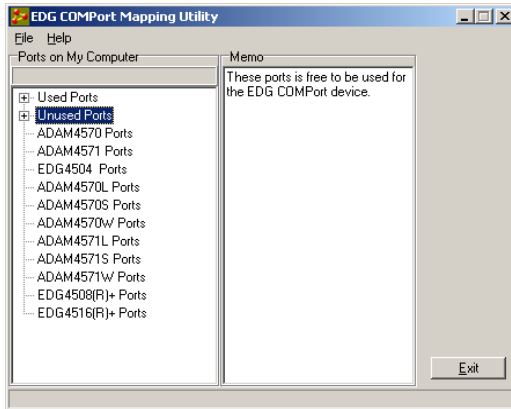 EDG COMPort Mapping Utility
File Help
Ports on My Computer
Memo
These ports is free to be used for
the EDG COMPort device.
Used Ports
Unused Ports
ADAM4570 Ports
ADAM4571 Ports
EDG4504 Ports
ADAM4570L Ports
ADAM4570S Ports
ADAM4570W Ports
ADAM4571L Ports
ADAM4571S Ports
ADAM4571W Ports
EDG4508(R)+ Ports
EDG4516(R)+ Ports
Exit